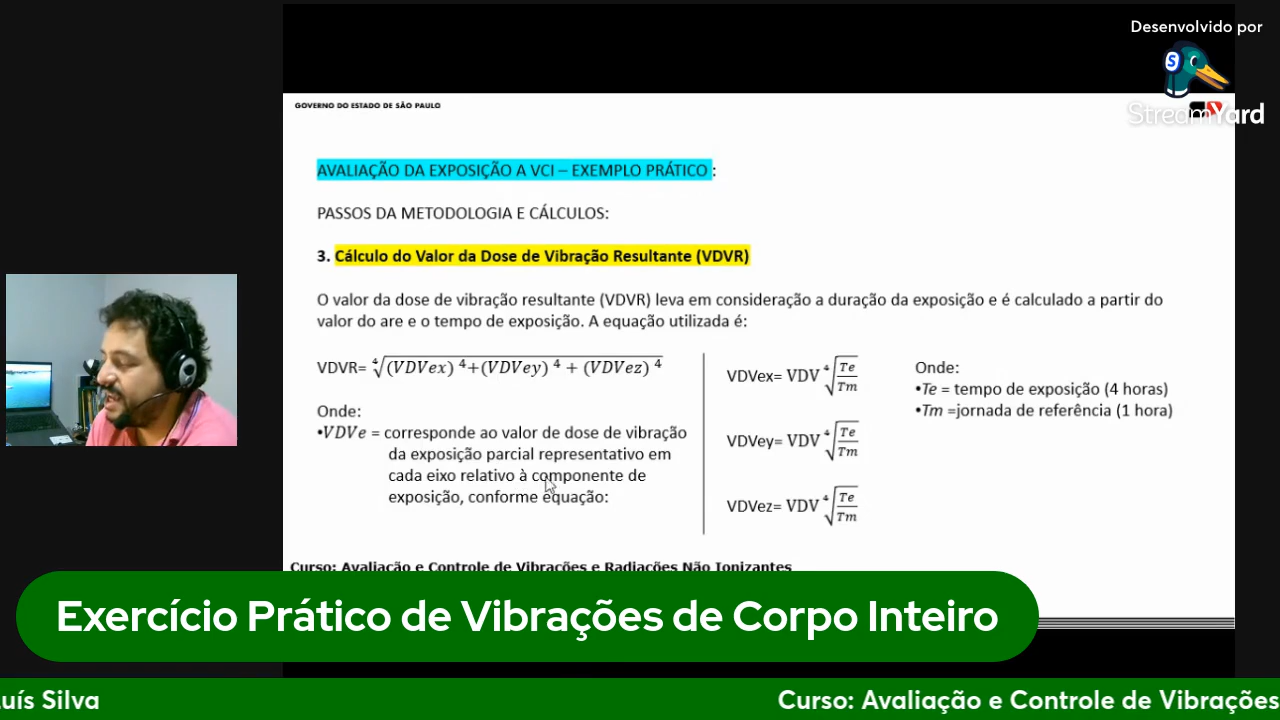 Desenvolvido por
StreamYard
GOVERNO DO ESTADO DE SÃO PAULO
AVALIAÇÃO DA EXPOSIÇÃO A VCI – EXEMPLO PRÁTICO :
PASSOS DA METODOLOGIA E CÁLCULOS:
3. Cálculo do Valor da Dose de Vibração Resultante (VDVR)
O valor da dose de vibração resultante (VDVR) leva em consideração a duração da exposição e é calculado a partir do
valor do are e o tempo de exposição. A equação utilizada é:
VDVR= ⁴√(VDVex) ⁴+(VDVey) ⁴ + (VDVez) ⁴
Onde:
•VDVe = corresponde ao valor de dose de vibração
da exposição parcial representativo em
cada eixo relativo à componente de
exposição, conforme equação:
VDVex= VDV ⁴√Te/Tm
VDVey= VDV ⁴√Te/Tm
VDVez= VDV ⁴√Te/Tm
Onde:
•Te = tempo de exposição (4 horas)
•Tm =jornada de referência (1 hora)
Curso: Avaliação e Controle de Vibrações e Radiações Não Ionizantes
Exercício Prático de Vibrações de Corpo Inteiro
uís Silva
Curso: Avaliação e Controle de Vibrações